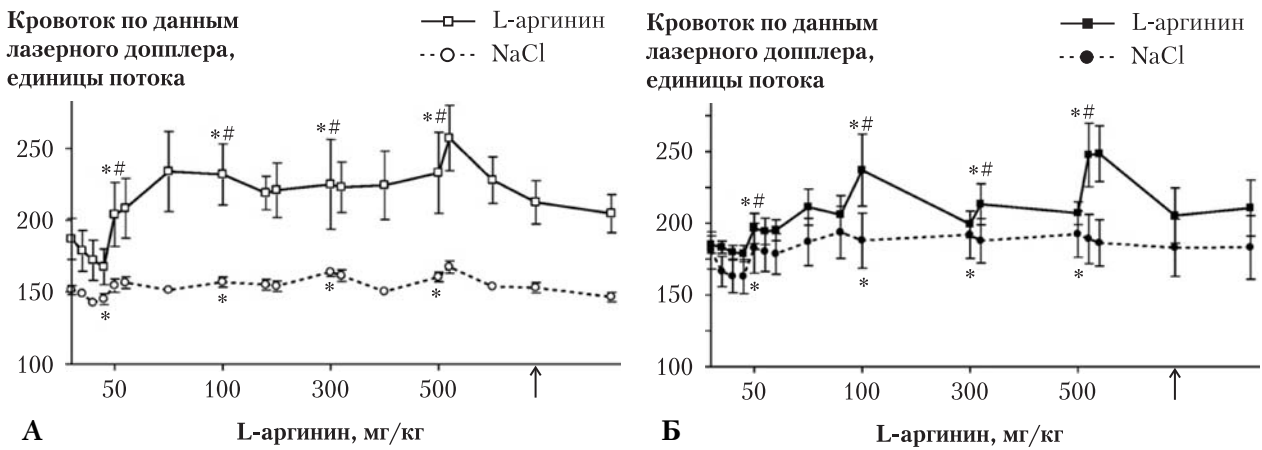 Кровоток по данным
лазерного допплера,
единицы потока
L-аргинин
NaCl
250
200
150
100
*#
*#
*#
*#
*
*
*
*
50
100
300
500
А
L-аргинин, мг/кг
Кровоток по данным
лазерного допплера,
единицы потока
L-аргинин
NaCl
250
200
150
100
*#
*#
*#
*#
*
*
*
*
50
100
300
500
Б
L-аргинин, мг/кг